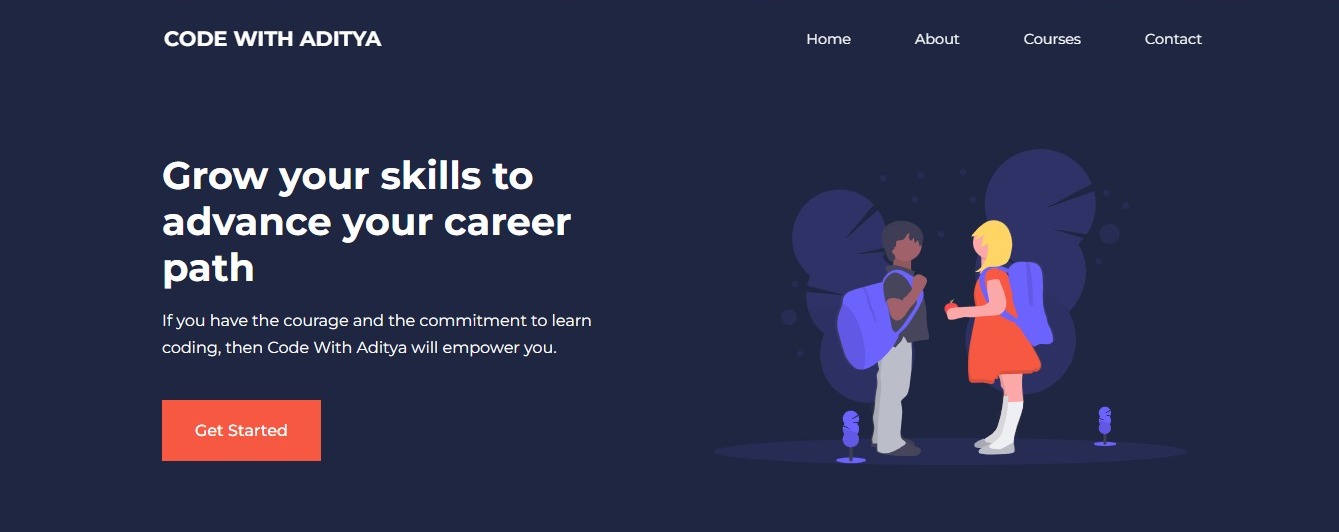 CODE WITH ADITYA
Home
About
Courses
Contact
Grow your skills to
advance your career
path
If you have the courage and the commitment to learn
coding, then Code With Aditya will empower you.
Get Started